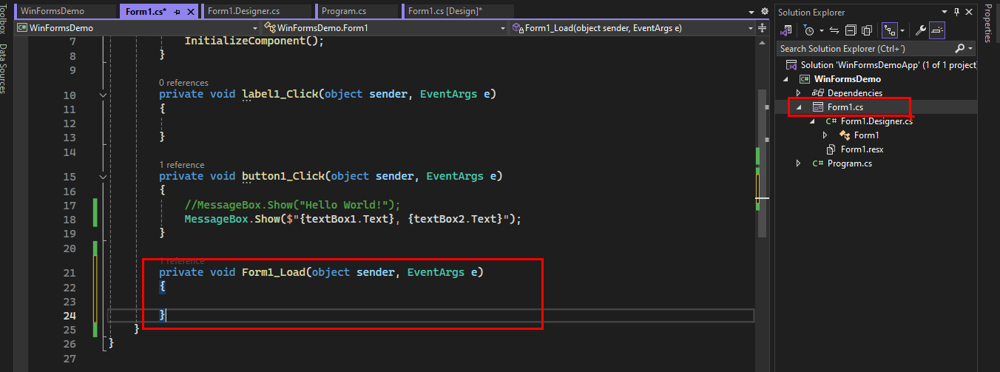 Toolbox
Data Sources
WinFormsDemo
Form1.cs*
Form1.Designer.cs
Program.cs
Form1.cs [Design]*
C# WinFormsDemo
WinFormsDemo.Form1
Form1_Load(object sender, EventArgs e)
7 InitializeComponent();
8 }
9
0 references
10 private void label1_Click(object sender, EventArgs e)
11 {
12
13 }
14
1 reference
15 private void button1_Click(object sender, EventArgs e)
16 {
17 //MessageBox.Show("Hello World!");
18 MessageBox.Show($"{textBox1.Text}, {textBox2.Text}");
19 }
20
1 reference
21 private void Form1_Load(object sender, EventArgs e)
22 {
23
24 }
25 }
26 }
27
Solution Explorer
Search Solution Explorer (Ctrl+´)
Solution 'WinFormsDemoApp' (1 of 1 project)
C# WinFormsDemo
Dependencies
Form1.cs
C# Form1.Designer.cs
Form1
Form1.resx
C# Program.cs
Properties